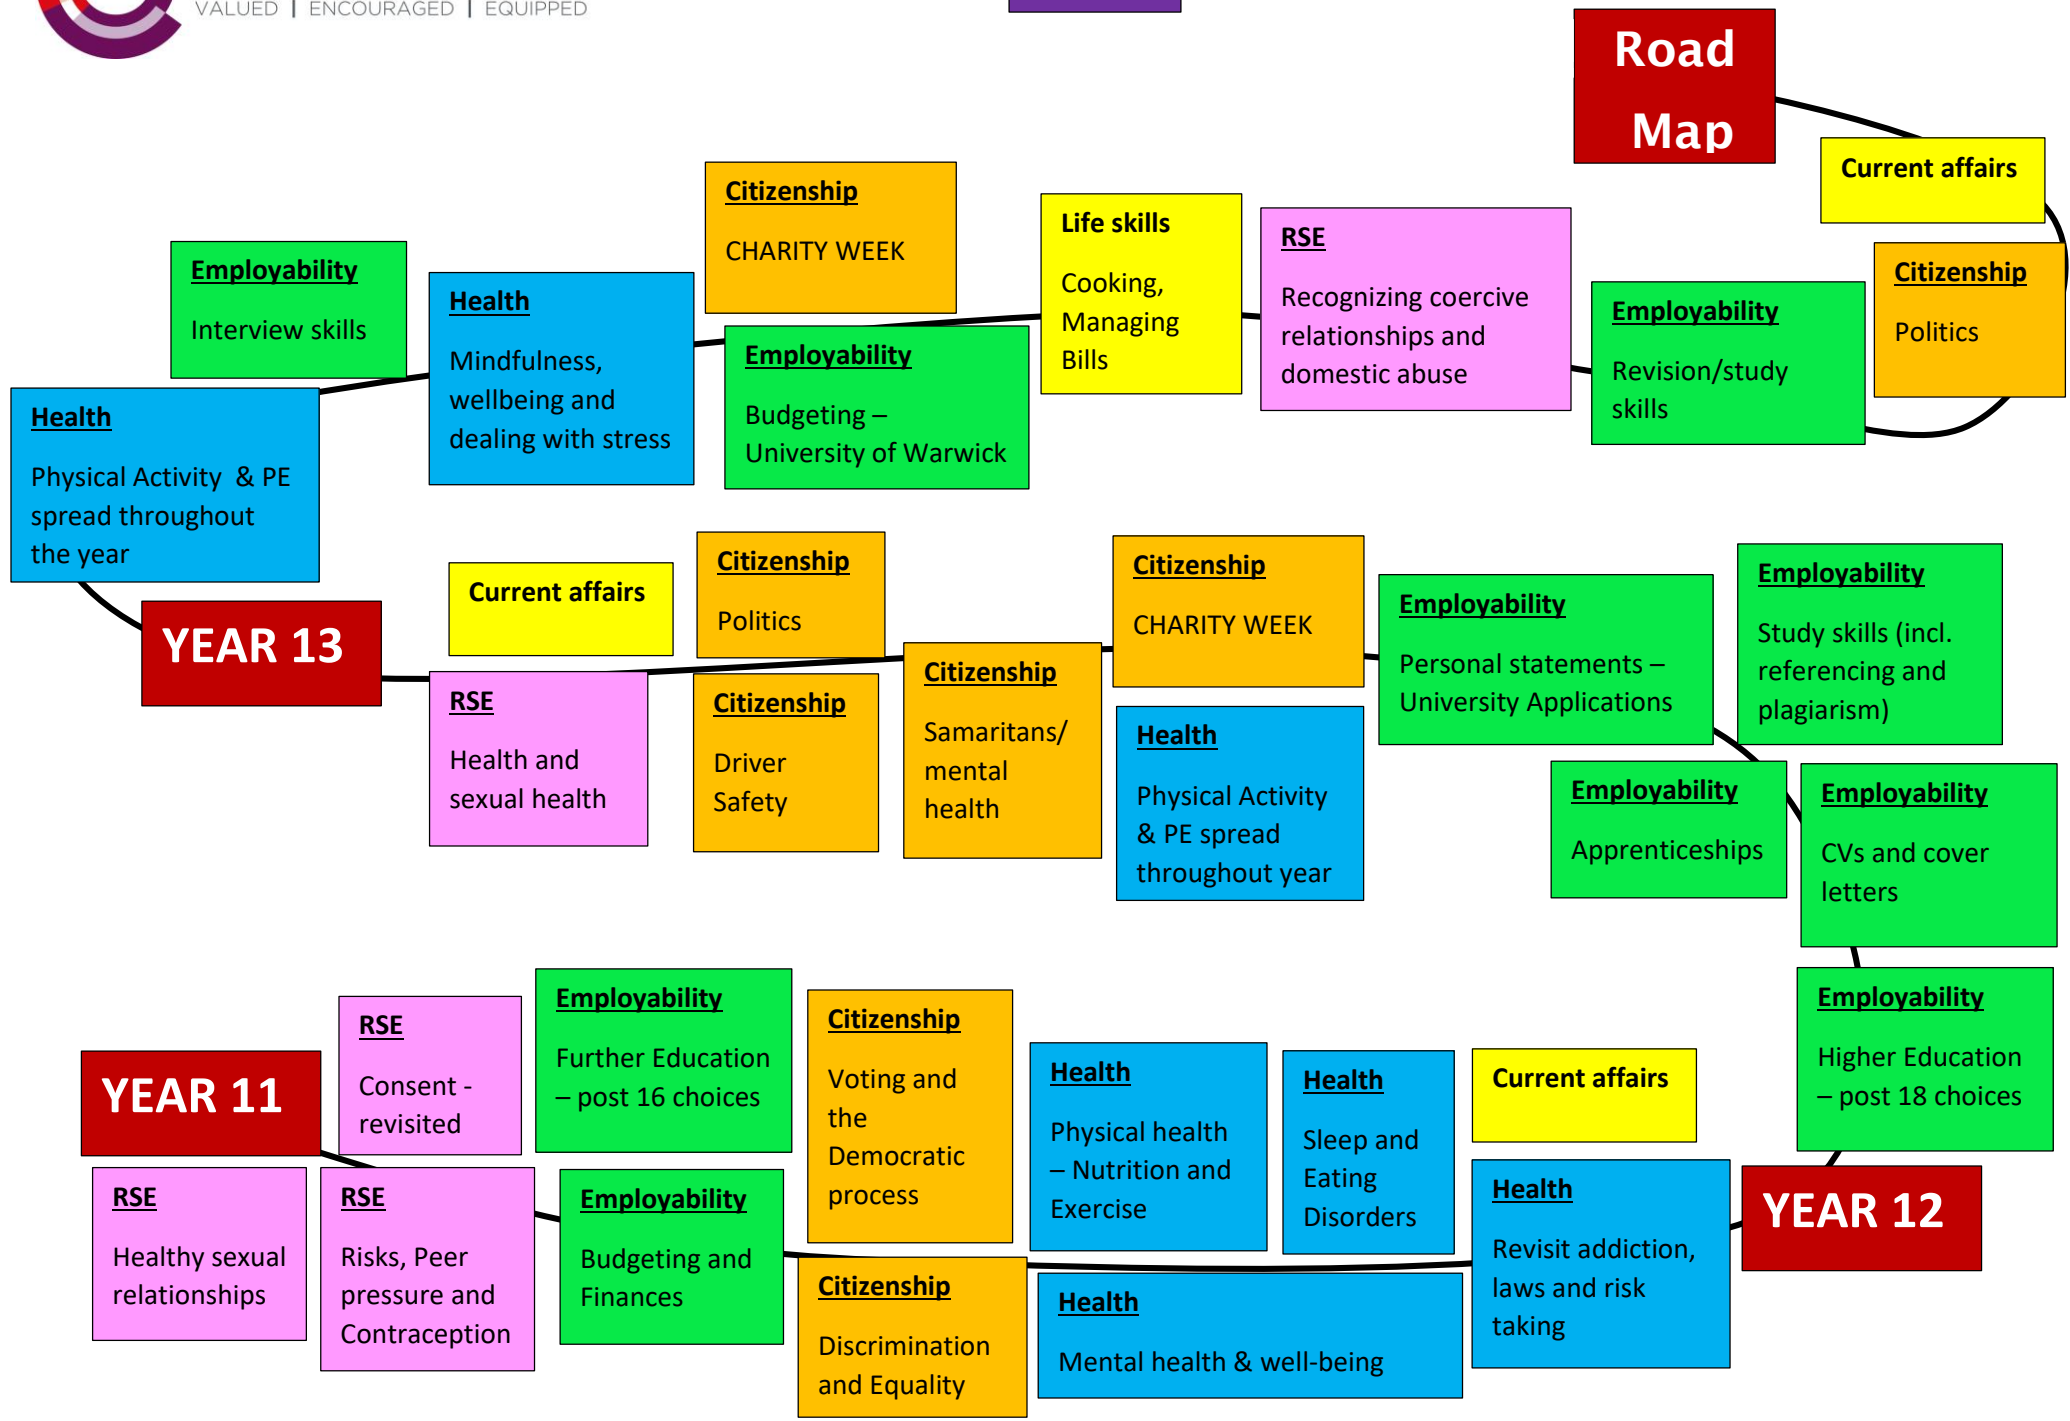 VALUED | ENCOURAGED | EQUIPPED
Road
Map
Current affairs
Citizenship
Politics
Employability
Revision/study
skills
RSE
Recognizing coercive
relationships and
domestic abuse
Life skills
Cooking,
Managing
Bills
Citizenship
CHARITY WEEK
Employability
Budgeting –
University of Warwick
Health
Mindfulness,
wellbeing and
dealing with stress
Employability
Interview skills
Health
Physical Activity & PE
spread throughout
the year
YEAR 13
Current affairs
RSE
Health and
sexual health
Citizenship
Politics
Citizenship
Driver
Safety
Citizenship
Samaritans/
mental
health
Citizenship
CHARITY WEEK
Health
Physical Activity
& PE spread
throughout year
Employability
Personal statements –
University Applications
Employability
Study skills (incl.
referencing and
plagiarism)
Employability
Apprenticeships
Employability
CVs and cover
letters
Employability
Higher Education
– post 18 choices
YEAR 12
Current affairs
Health
Revisit addiction,
laws and risk
taking
Health
Sleep and
Eating
Disorders
Health
Physical health
– Nutrition and
Exercise
Health
Mental health & well-being
Citizenship
Voting and
the
Democratic
process
Citizenship
Discrimination
and Equality
Employability
Further Education
– post 16 choices
Employability
Budgeting and
Finances
RSE
Consent -
revisited
RSE
Risks, Peer
pressure and
Contraception
YEAR 11
RSE
Healthy sexual
relationships